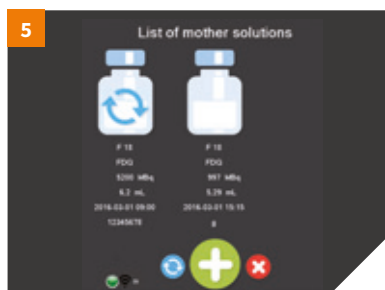 5
List of mother solutions
F 18
FDG
5200 MBq
6,2 mL
2016-03-01 09:00
12345678
F 18
FDG
997 MBq
5,29 mL
2016-03-01 15:15